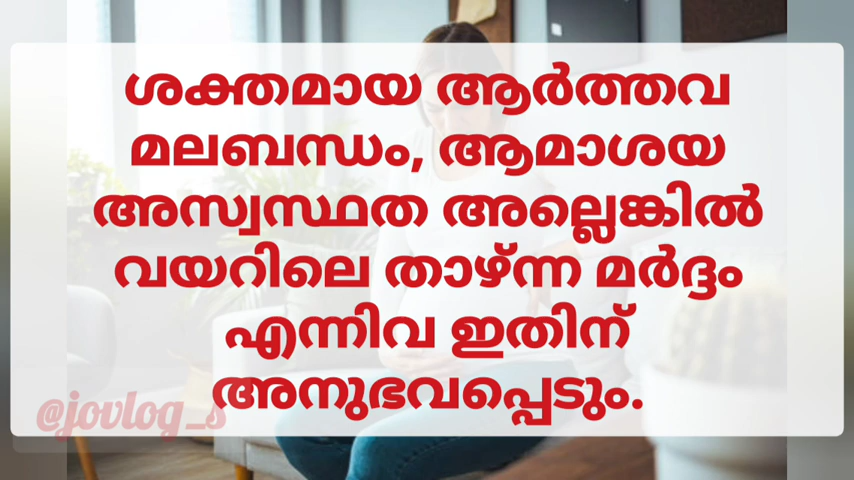 ശക്തമായ ആർത്തവ
മലബന്ധം, ആമാശയ
അസ്വസ്ഥത അല്ലെങ്കിൽ
വയറിലെ താഴ്ന്ന മർദ്ദം
എന്നിവ ഇതിന്
അനുഭവപ്പെടും.
@jovlog_s